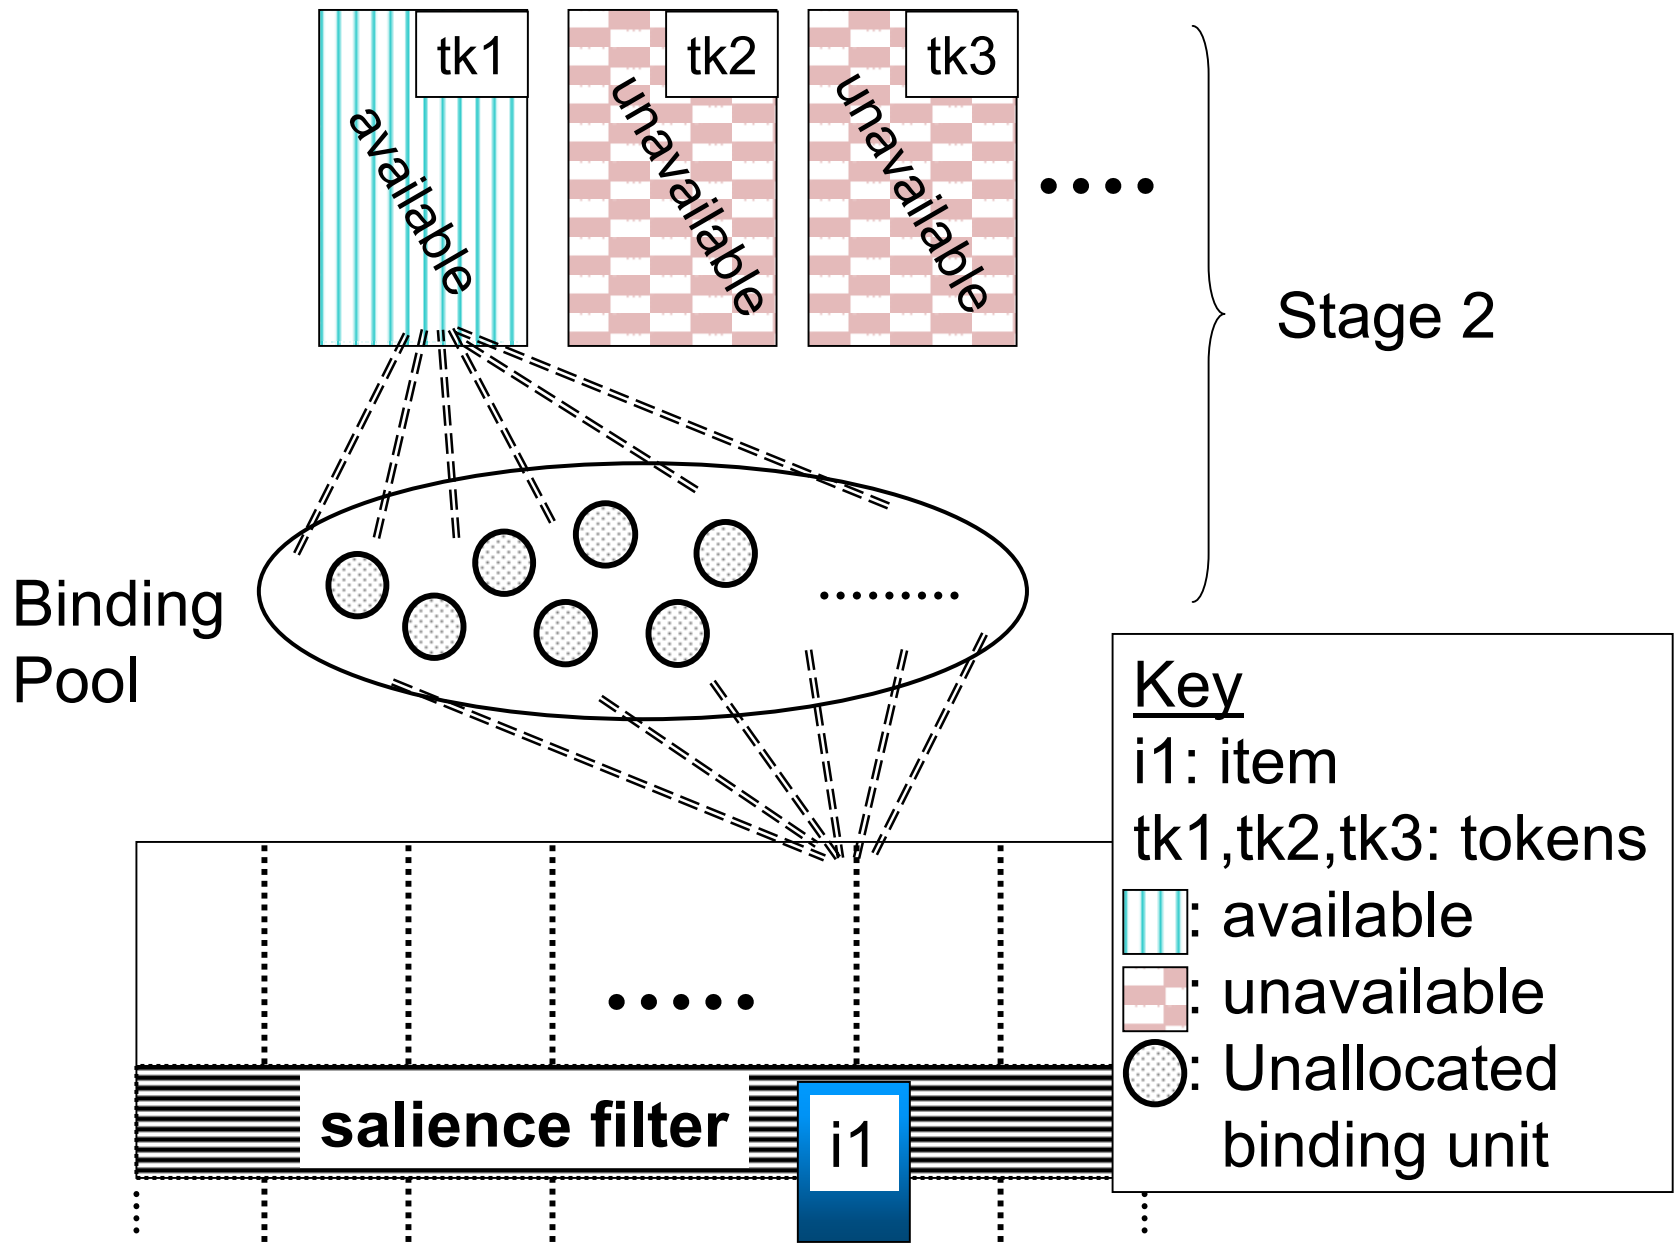 tk1
tk2
tk3
available
unavailable
unavailable
Stage 2
Binding
Pool
Key
i1: item
tk1,tk2,tk3: tokens
: available
: unavailable
: Unallocated
binding unit
salience filter
i1